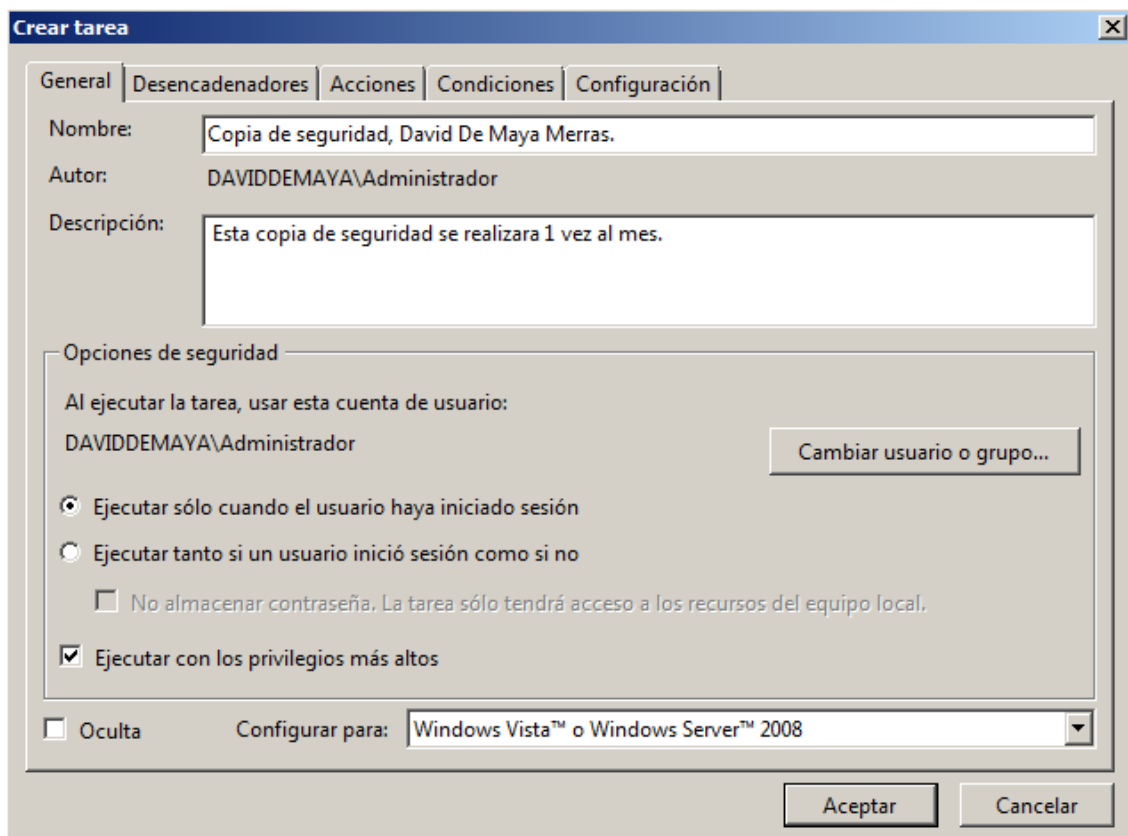 Crear tarea
General Desencadenadores Acciones Condiciones Configuración
Nombre: Copia de seguridad, David De Maya Merras.
Autor: DAVIDDEMAYA\Administrador
Descripción: Esta copia de seguridad se realizara 1 vez al mes.
Opciones de seguridad
Al ejecutar la tarea, usar esta cuenta de usuario:
DAVIDDEMAYA\Administrador
Cambiar usuario o grupo...
Ejecutar sólo cuando el usuario haya iniciado sesión
Ejecutar tanto si un usuario inició sesión como si no
No almacenar contraseña. La tarea sólo tendrá acceso a los recursos del equipo local.
Ejecutar con los privilegios más altos
Oculta Configurar para: Windows Vista™ o Windows Server™ 2008
Aceptar Cancelar